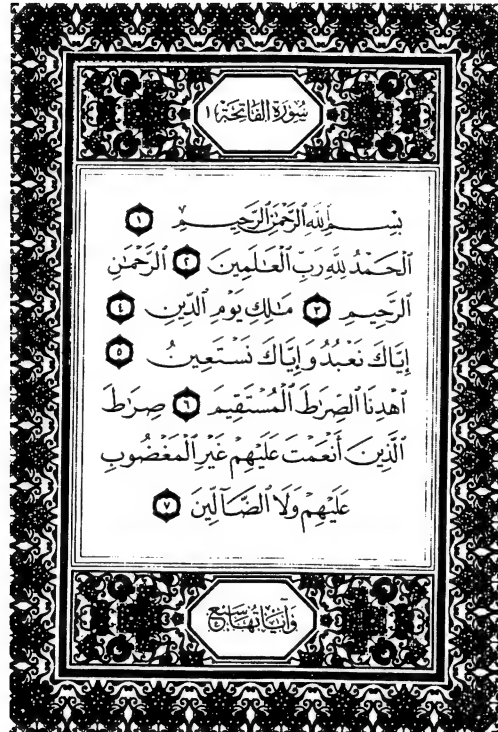 سُورَةُ الفَاتِحَةِ ١
بِسْمِ ٱللَّهِ ٱلرَّحْمَٰنِ ٱلرَّحِيمِ ١
ٱلْحَمْدُ لِلَّهِ رَبِّ ٱلْعَٰلَمِينَ ٢ ٱلرَّحْمَٰنِ
ٱلرَّحِيمِ ٣ مَٰلِكِ يَوْمِ ٱلدِّينِ ٤
إِيَّاكَ نَعْبُدُ وَإِيَّاكَ نَسْتَعِينُ ٥
ٱهْدِنَا ٱلصِّرَٰطَ ٱلْمُسْتَقِيمَ ٦ صِرَٰطَ
ٱلَّذِينَ أَنْعَمْتَ عَلَيْهِمْ غَيْرِ ٱلْمَغْضُوبِ
عَلَيْهِمْ وَلَا ٱلضَّآلِّينَ ٧
وَآيَاتُهَا سَبْعٌ